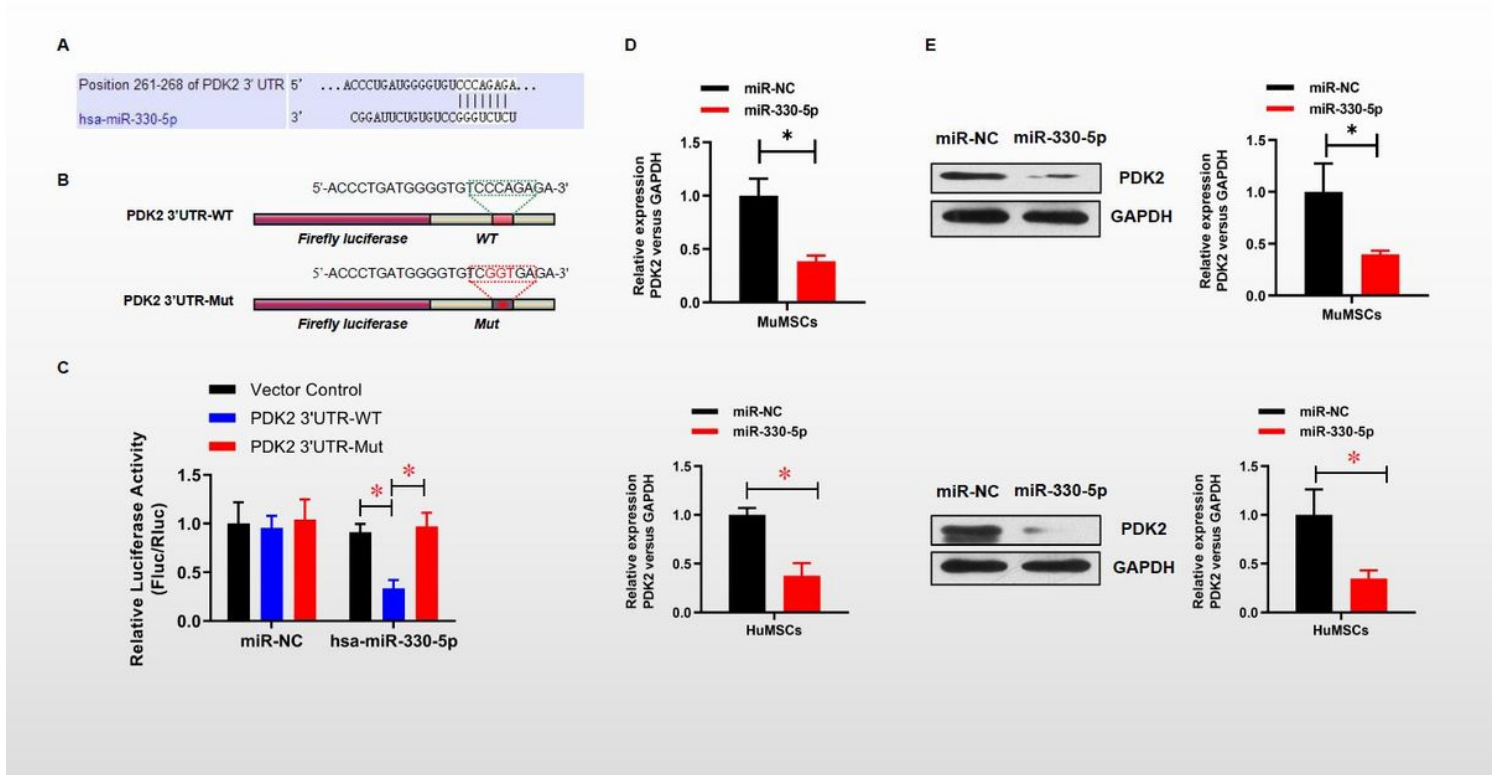 A
Position 261-268 of PDK2 3' UTR 5' ...ACCCUGAUGGGGUGUCCCAGAGA...
hsa-miR-330-5p 3' CGGAUUCUGUGUCCGGGUCUCU
B
5'-ACCCTGATGGGGTGTCCCAGAGA-3'
PDK2 3'UTR-WT
Firefly luciferase WT
5'-ACCCTGATGGGGTGTCGGTGAGA-3'
PDK2 3'UTR-Mut
Firefly luciferase Mut
C
Vector Control
PDK2 3'UTR-WT
PDK2 3'UTR-Mut
Relative Luciferase Activity
(Fluc/Rluc)
1.5
1.0
0.5
0.0
* *
miR-NC hsa-miR-330-5p
D
miR-NC
miR-330-5p
Relative expression
PDK2 versus GAPDH
1.5
1.0
0.5
0.0
*
MuMSCs
miR-NC
miR-330-5p
Relative expression
PDK2 versus GAPDH
1.5
1.0
0.5
0.0
*
HuMSCs
E
miR-NC miR-330-5p
PDK2
GAPDH
miR-NC
miR-330-5p
Relative expression
PDK2 versus GAPDH
1.5
1.0
0.5
0.0
*
MuMSCs
miR-NC miR-330-5p
PDK2
GAPDH
miR-NC
miR-330-5p
Relative expression
PDK2 versus GAPDH
1.5
1.0
0.5
0.0
*
HuMSCs